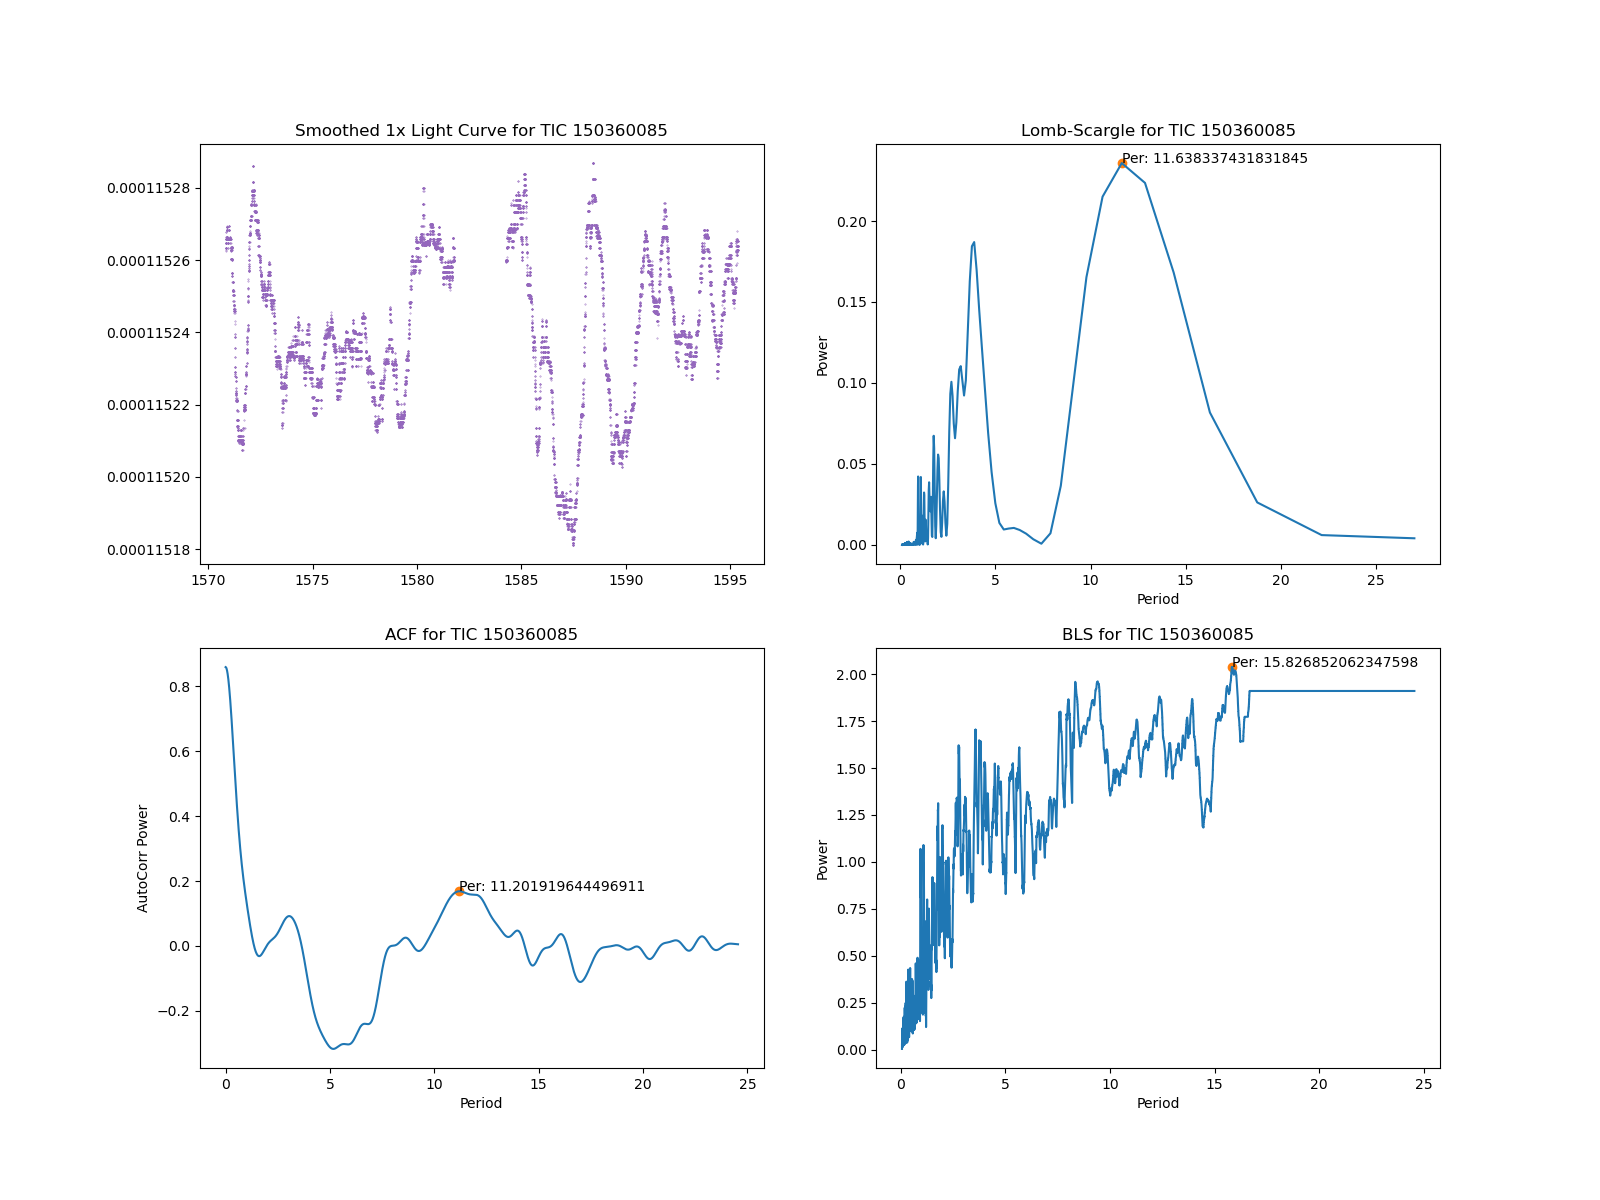 Smoothed 1x Light Curve for TIC 150360085
0.00011528
0.00011526
0.00011524
0.00011522
0.00011520
0.00011518
1570 1575 1580 1585 1590 1595
Lomb-Scargle for TIC 150360085
Per: 11.638337431831845
Power
0.20
0.15
0.10
0.05
0.00
0 5 10 15 20 25
Period
ACF for TIC 150360085
Per: 11.201919644496911
AutoCorr Power
0.8
0.6
0.4
0.2
0.0
−0.2
0 5 10 15 20 25
Period
BLS for TIC 150360085
Per: 15.826852062347598
Power
2.00
1.75
1.50
1.25
1.00
0.75
0.50
0.25
0.00
0 5 10 15 20 25
Period